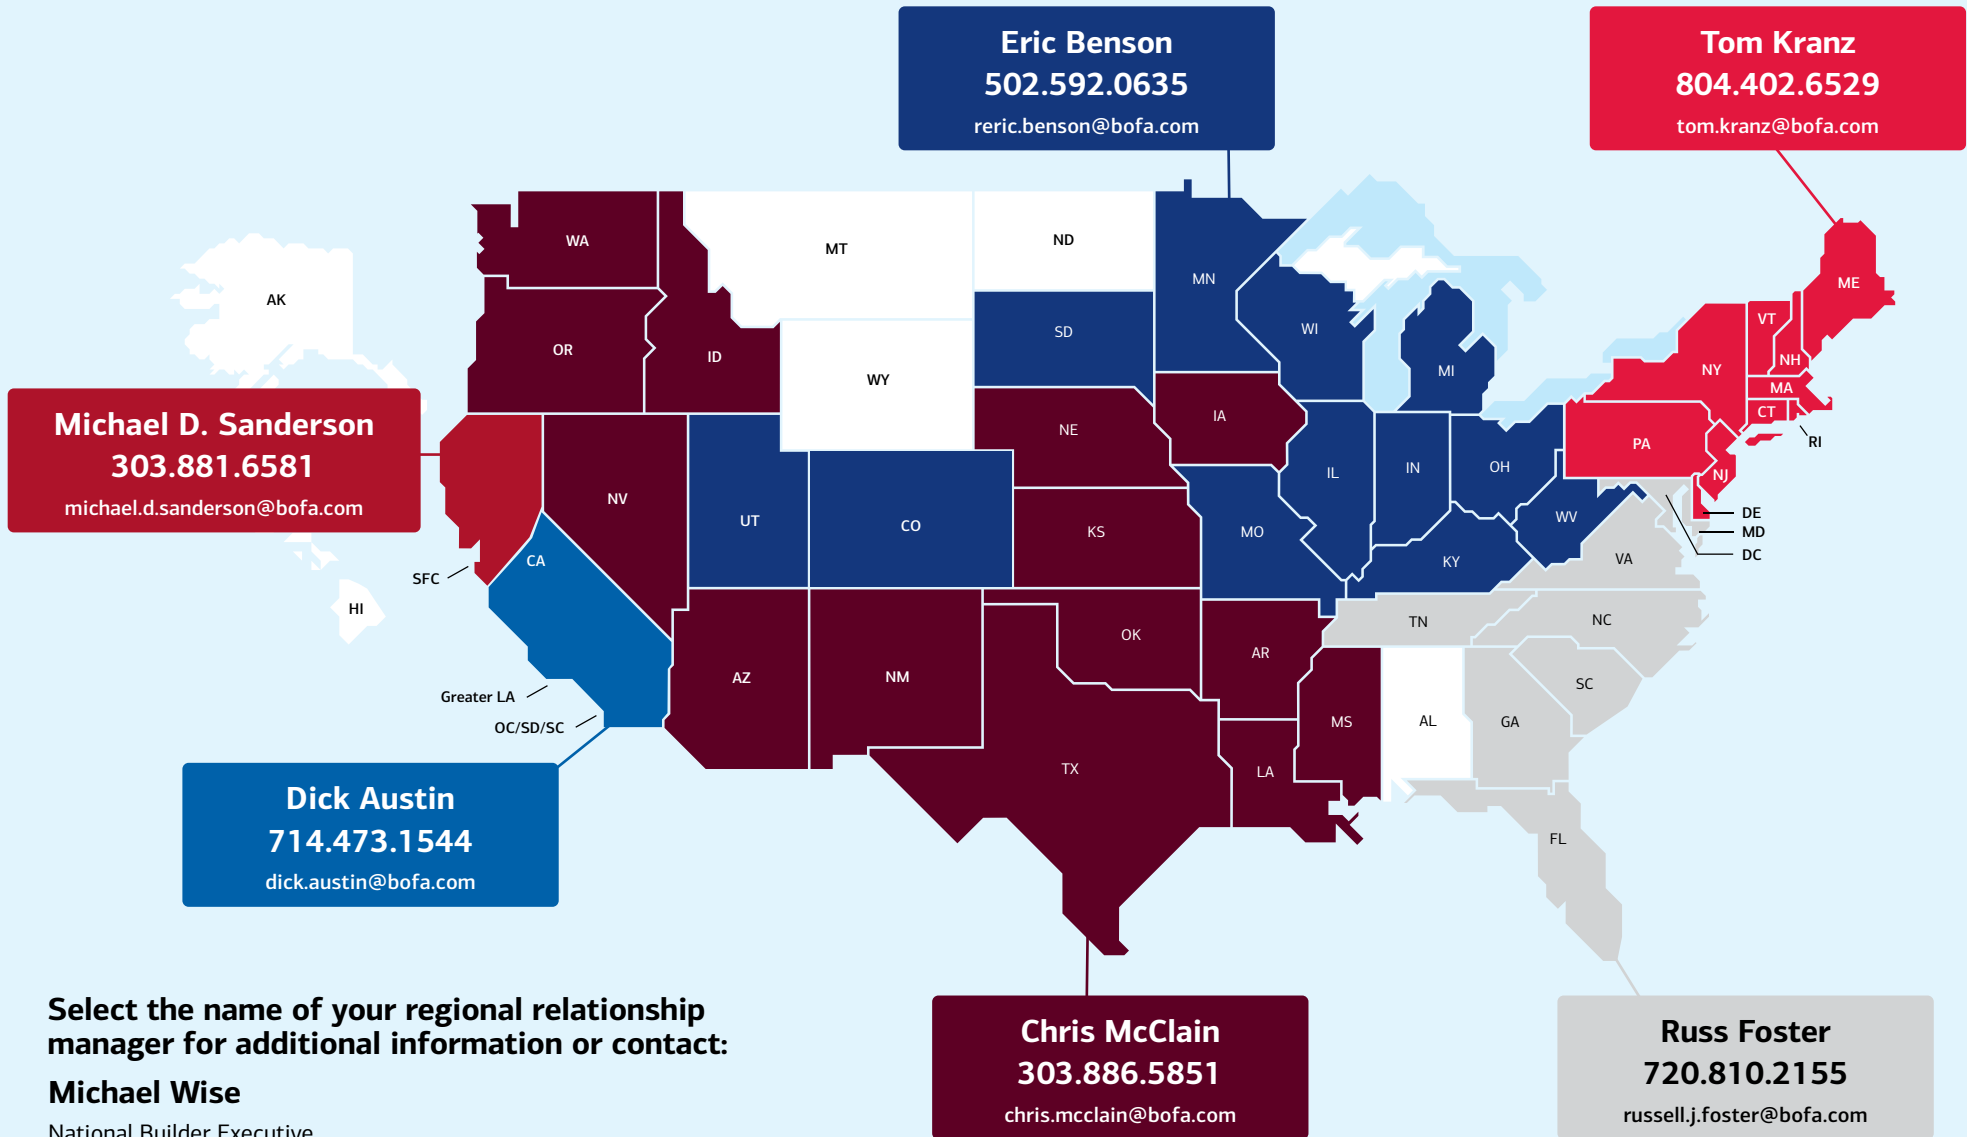 Eric Benson
502.592.0635
reric.benson@bofa.com
Tom Kranz
804.402.6529
tom.kranz@bofa.com
Michael D. Sanderson
303.881.6581
michael.d.sanderson@bofa.com
Dick Austin
714.473.1544
dick.austin@bofa.com
Chris McClain
303.886.5851
chris.mcclain@bofa.com
Russ Foster
720.810.2155
russell.j.foster@bofa.com
AK
HI
WA
OR
ID
MT
ND
SD
WY
NE
NV
UT
CO
KS
CA
SFC
Greater LA
OC/SD/SC
AZ
NM
OK
TX
MN
WI
MI
IA
IL
IN
OH
MO
KY
WV
AR
LA
MS
AL
TN
GA
FL
SC
NC
VA
ME
VT
NH
NY
MA
CT
RI
PA
NJ
DE
MD
DC
Select the name of your regional relationship
manager for additional information or contact:
Michael Wise
National Builder Executive